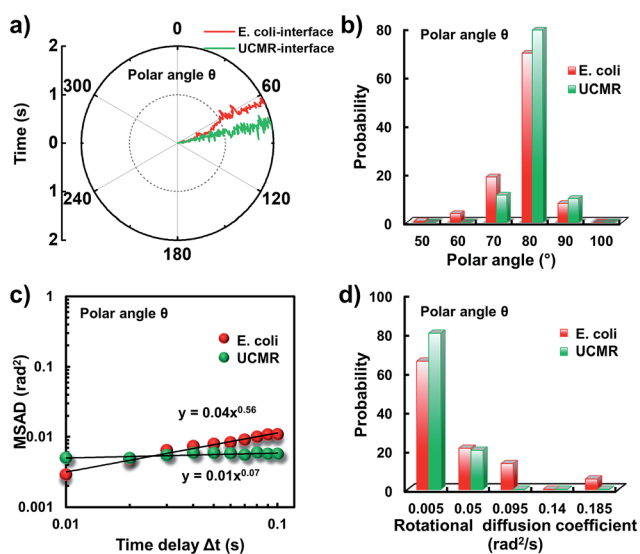 a)
0
E. coli-interface
UCMR-interface
Polar angle θ
2
1
0
1
2
Time (s)
300
60
240
120
180
b)
Polar angle θ
E. coli
UCMR
80
60
40
20
0
Probability
50 60 70 80 90 100
Polar angle (°)
c)
Polar angle θ
E. coli
UCMR
1
0.1
0.01
0.001
MSAD (rad²)
y = 0.04x^0.56
y = 0.01x^0.07
0.01 0.1
Time delay Δt (s)
d)
Polar angle θ
E. coli
UCMR
100
80
60
40
20
0
Probability
0.005 0.05 0.095 0.14 0.185
Rotational diffusion coefficient
(rad²/s)